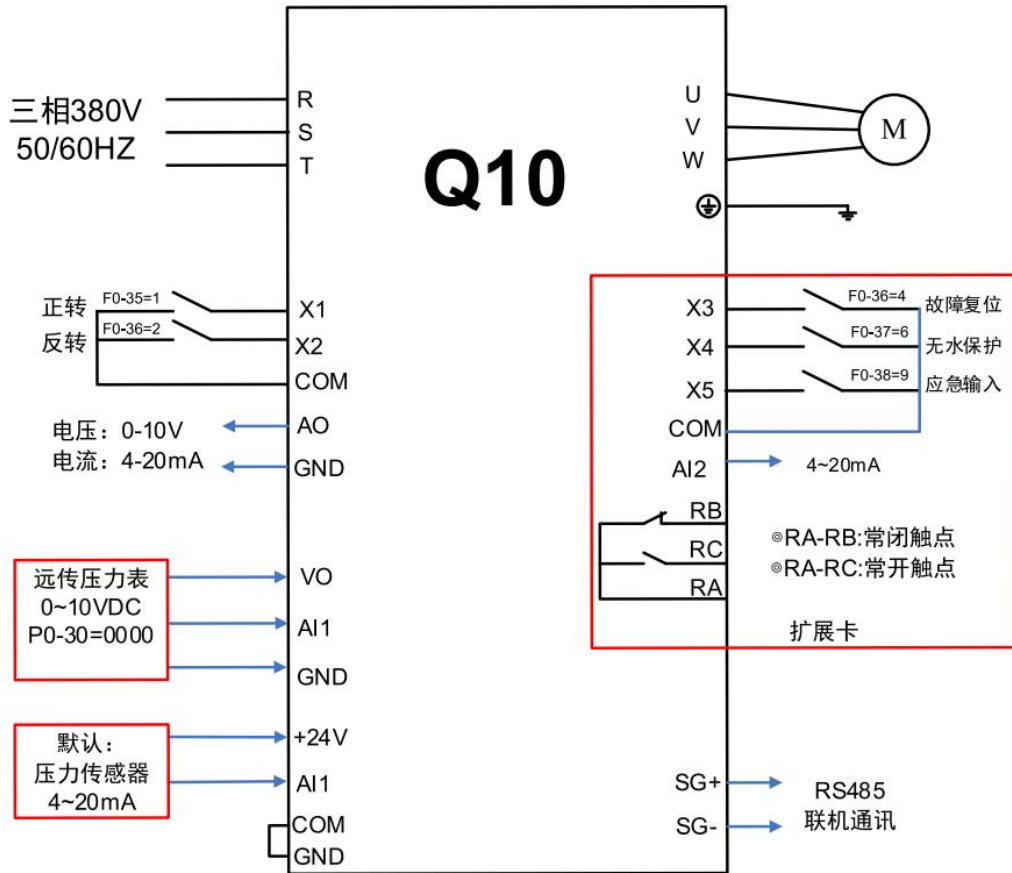 三相380V
50/60HZ
R
S
T
Q10
U
V
W
M
正转
F0-35=1
X1
反转
F0-36=2
X2
COM
电压：0-10V
AO
电流：4-20mA
GND
远传压力表
0~10VDC
P0-30=0000
VO
AI1
GND
默认：
压力传感器
4~20mA
+24V
AI1
COM
GND
X3
F0-36=4
故障复位
X4
F0-37=6
无水保护
X5
F0-38=9
应急输入
COM
AI2
4~20mA
RB
RC
RA
◎RA-RB:常闭触点
◎RA-RC:常开触点
扩展卡
SG+
SG-
RS485
联机通讯